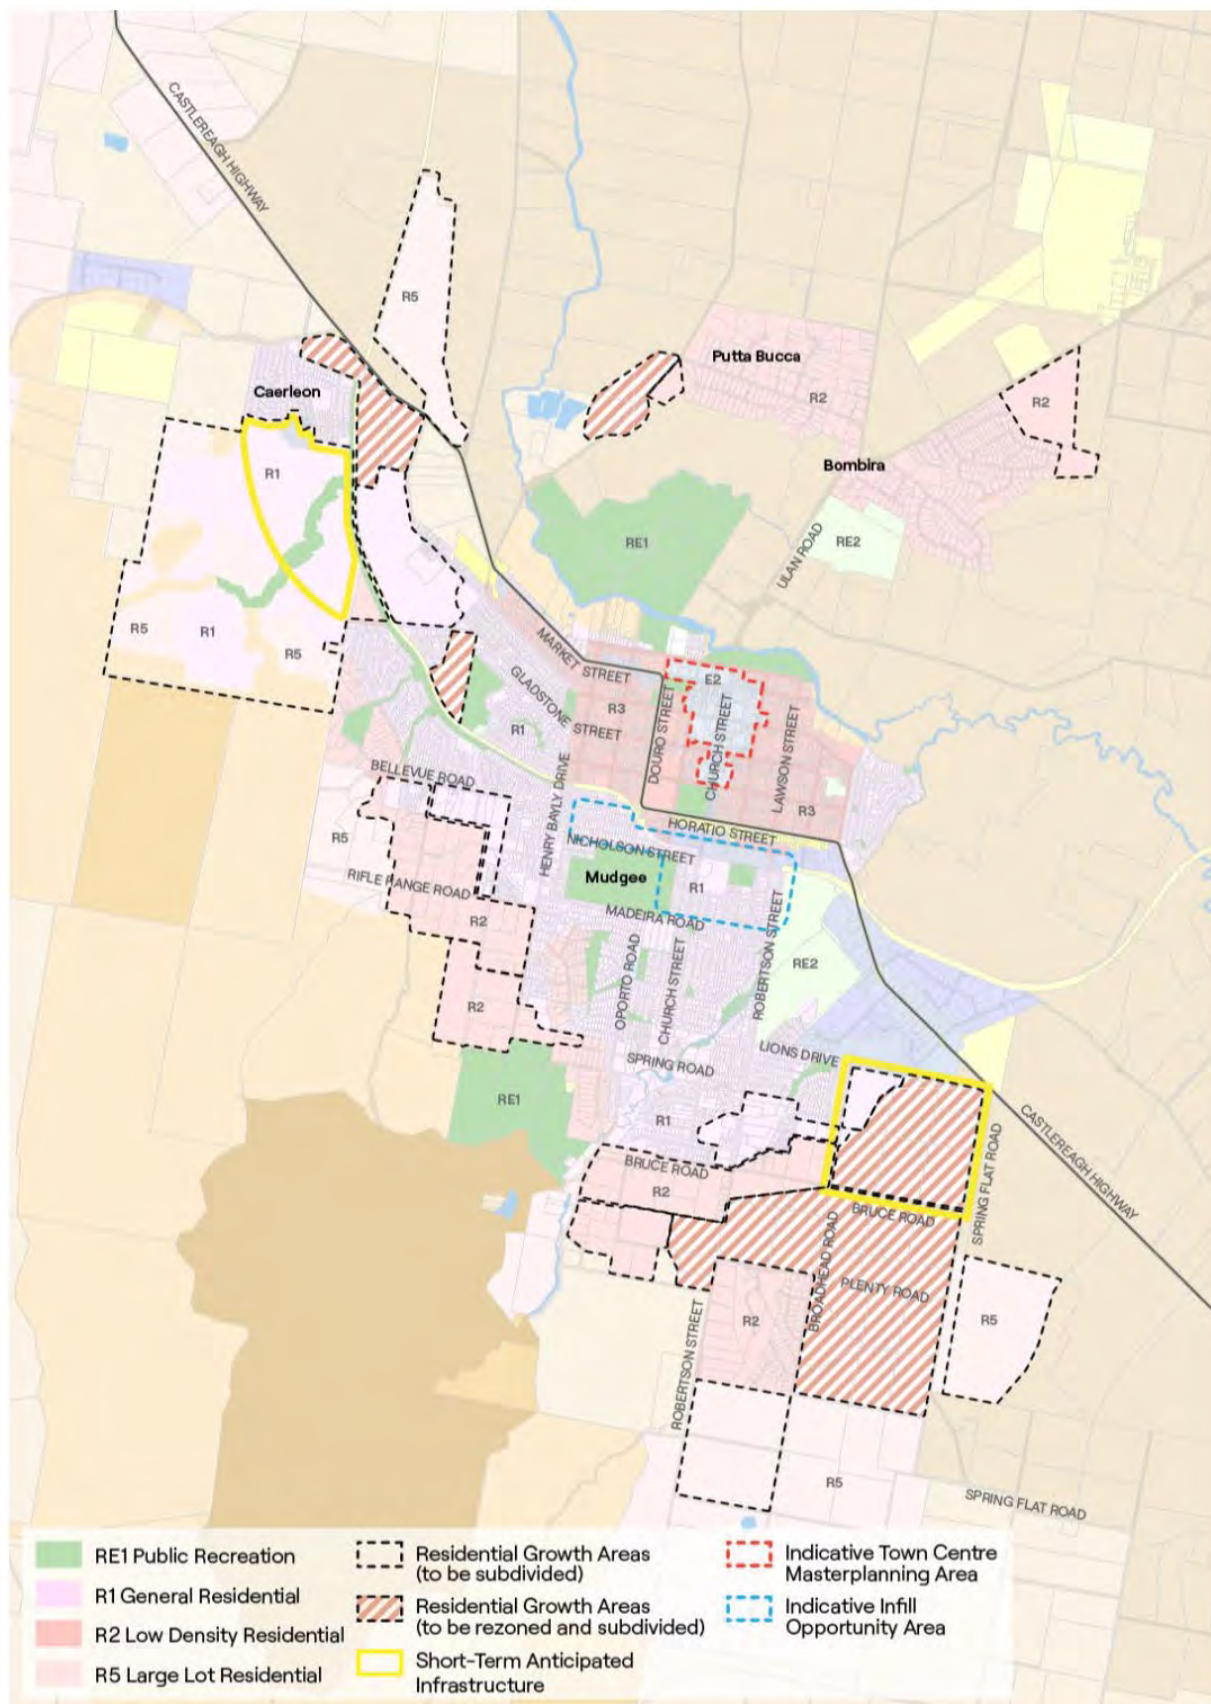 CASTLEREAGH HIGHWAY
R5
Putta Bucca
Caerleon
R2
R2
Bombira
R1
RE1
RE2
ULAN ROAD
R5
R1
R5
MARKET STREET
E2
GLADSTONE STREET
R3
DOURO STREET
CHURCH STREET
LAWSON STREET
R1
BELLEVUE ROAD
HENRY BAYLY DRIVE
R3
HORATIO STREET
R5
NICHOLSON STREET
Mudgee
R1
RIFLE RANGE ROAD
R2
MADEIRA ROAD
ROBERTSON STREET
OPORTO ROAD
CHURCH STREET
RE2
R2
LIONS DRIVE
SPRING ROAD
RE1
R1
CASTLEREAGH HIGHWAY
SPRING FLAT ROAD
BRUCE ROAD
R2
BRUCE ROAD
BROADHEAD ROAD
PLENTY ROAD
R2
R5
ROBERTSON STREET
R5
SPRING FLAT ROAD
RE1 Public Recreation
R1 General Residential
R2 Low Density Residential
R5 Large Lot Residential
Residential Growth Areas
(to be subdivided)
Residential Growth Areas
(to be rezoned and subdivided)
Short-Term Anticipated
Infrastructure
Indicative Town Centre
Masterplanning Area
Indicative Infill
Opportunity Area